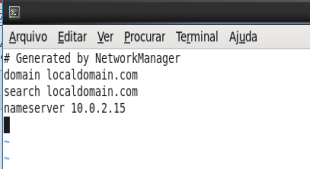 Arquivo Editar Ver Procurar Terminal Ajuda
# Generated by NetworkManager
domain localdomain.com
search localdomain.com
nameserver 10.0.2.15
~
~